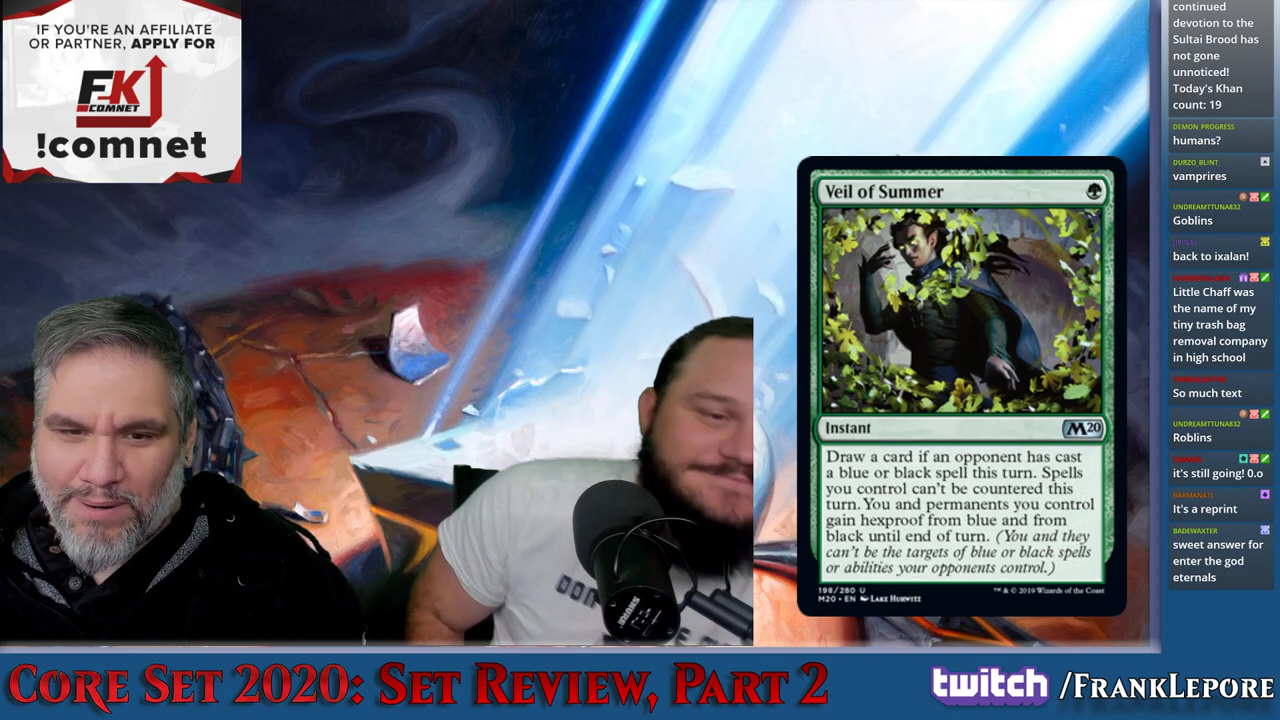 IF YOU'RE AN AFFILIATE
OR PARTNER, APPLY FOR
FK
COMNET
!comnet
Veil of Summer
Instant
M20
Draw a card if an opponent has cast
a blue or black spell this turn. Spells
you control can't be countered this
turn. You and permanents you control
gain hexproof from blue and from
black until end of turn. (You and they
can't be the targets of blue or black spells
or abilities your opponents control.)
198/280 U
M20 • EN LAKE HURWITZ
™ & © 2019 Wizards of the Coast
SHURE
continued
devotion to the
Sultai Brood has
not gone
unnoticed!
Today's Khan
count: 19
DEMON_PROGRESS
humans?
DURZO_BLINT_
vamprires
UNDREAMTTUNA832
Goblins
back to ixalan!
Little Chaff was
the name of my
tiny trash bag
removal company
in high school
So much text
UNDREAMTTUNA832
Roblins
it's still going! 0.o
BARMANATL
It's a reprint
BADEWAXTER
sweet answer for
enter the god
eternals
CORE SET 2020: SET REVIEW, PART 2
twitch /FRANKLEPORE